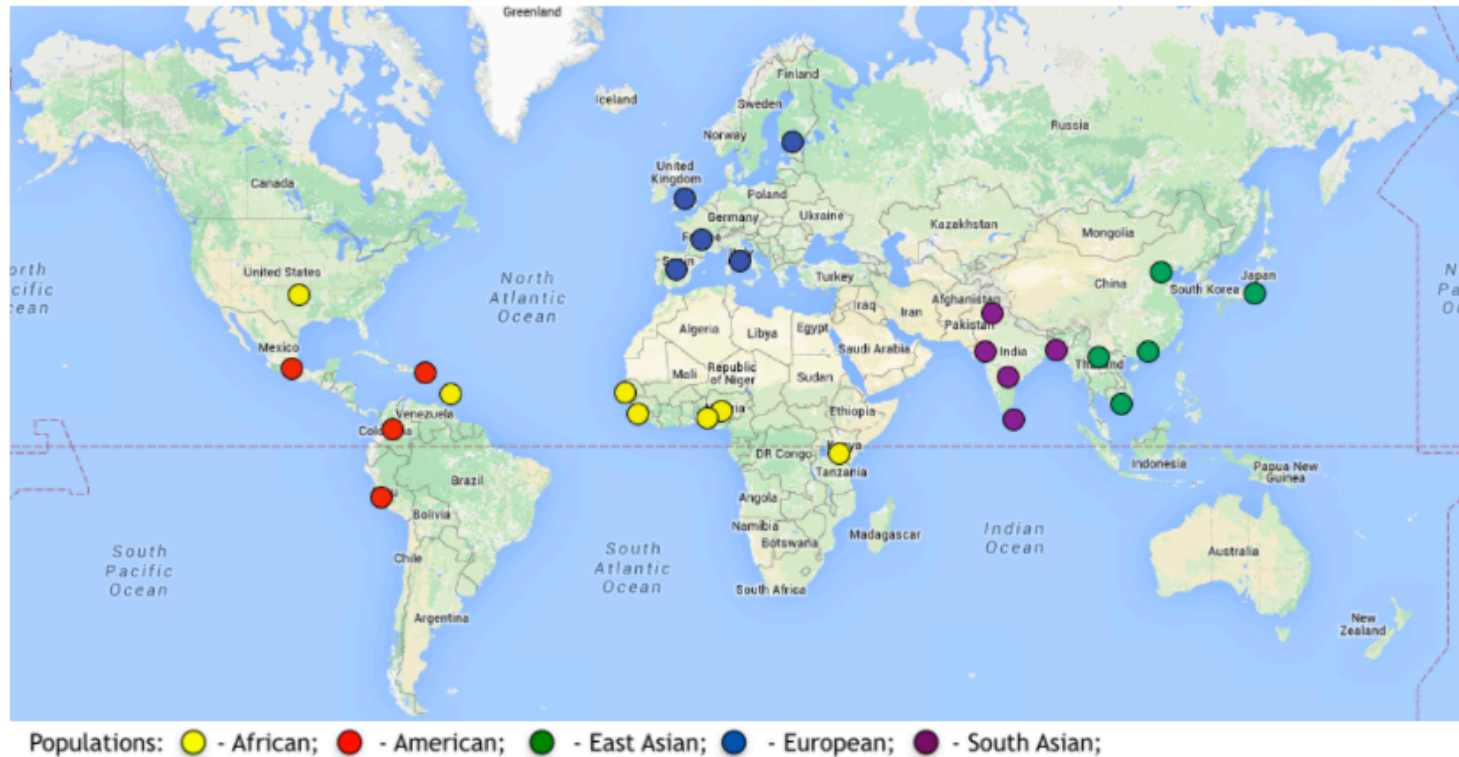 Greenland
Iceland
Finland
Sweden
Norway
Russia
United
Kingdom
Canada
Poland
Germany
Ukraine
Kazakhstan
Mongolia
United States
North
Atlantic
Ocean
Turkey
China
South Korea
Japan
Afghanistan
Iraq
Iran
Pakistan
Algeria
Libya
Egypt
Saudi Arabia
India
Mexico
Mali
Republic
of Niger
Sudan
Venezuela
Ethiopia
DR Congo
Tanzania
Indonesia
Papua New
Guinea
Brazil
Angola
Bolivia
Namibia
Botswana
Madagascar
Indian
Ocean
South
Pacific
Ocean
Chile
South
Atlantic
Ocean
Australia
South Africa
Argentina
New
Zealand
Populations: - African; - American; - East Asian; - European; - South Asian;